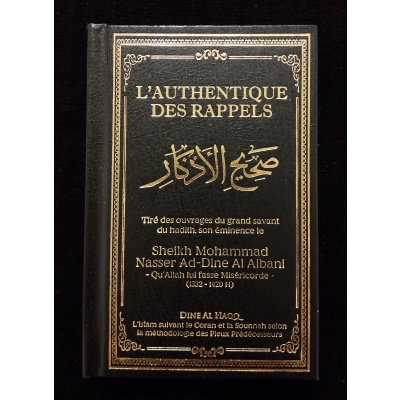 L'AUTHENTIQUE
DES RAPPELS
صحيح الأذكار
Tiré des ouvrages du grand savant
du hadith, son éminence le
Sheikh Mohammad
Nasser Ad-Dine Al Albani
- Qu'Allah lui fasse Miséricorde -
(1332 - 1420 H)
DINE AL HAQQ
L'Islam suivant le Coran et la Sounnah selon
la méthodologie des Pieux Prédécesseurs